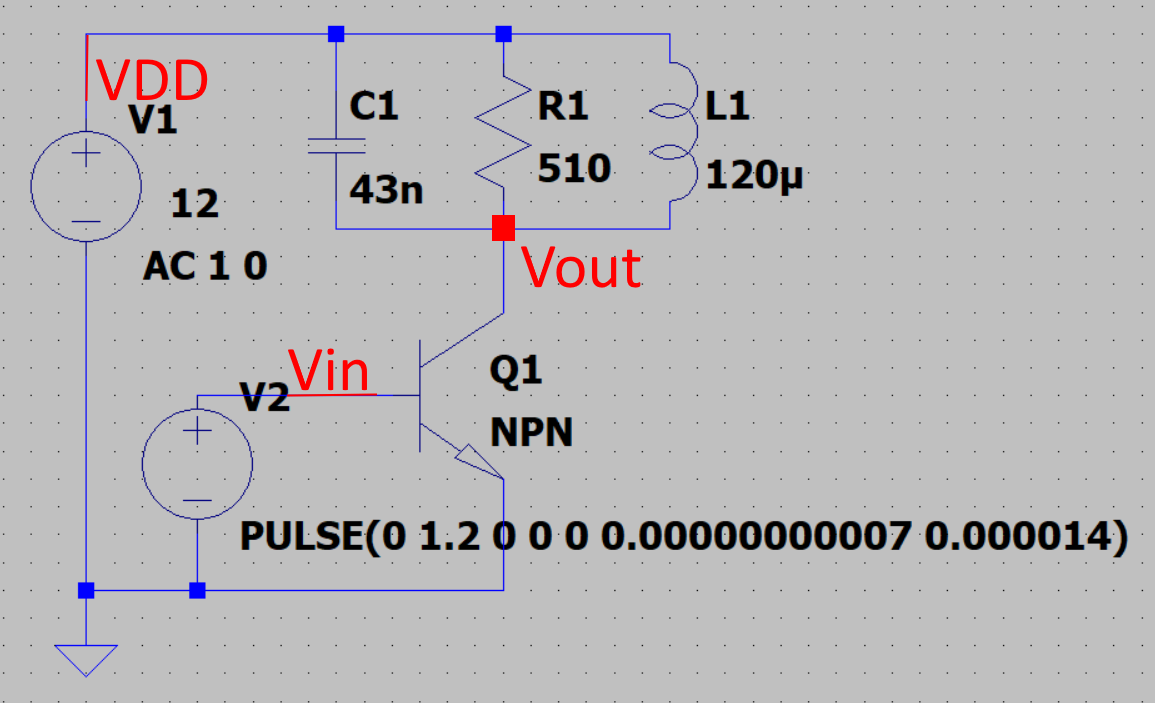 VDD
V1
12
AC 1 0
C1
43n
R1
510
L1
120µ
Vout
Vin
V2
Q1
NPN
PULSE(0 1.2 0 0 0 0.00000000007 0.000014)